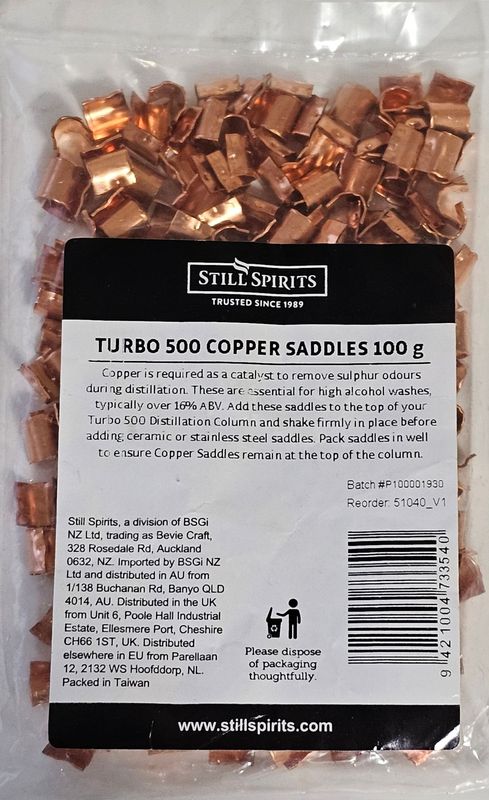 STILL SPIRITS
TRUSTED SINCE 1989
TURBO 500 COPPER SADDLES 100 g
Copper is required as a catalyst to remove sulphur odours
during distillation. These are essential for high alcohol washes,
typically over 16% ABV. Add these saddles to the top of your
Turbo 500 Distillation Column and shake firmly in place before
adding ceramic or stainless steel saddles. Pack saddles in well
to ensure Copper Saddles remain at the top of the column.
Batch #P100001930
Reorder: 51040_V1
Still Spirits, a division of BSGi
NZ Ltd, trading as Bevie Craft,
328 Rosedale Rd, Auckland
0632, NZ. Imported by BSGi NZ
Ltd and distributed in AU from
1/138 Buchanan Rd, Banyo QLD
4014, AU. Distributed in the UK
from Unit 6, Poole Hall Industrial
Estate, Ellesmere Port, Cheshire
CH66 1ST, UK. Distributed
elsewhere in EU from Parellaan
12, 2132 WS Hoofddorp, NL.
Packed in Taiwan
Please dispose
of packaging
thoughtfully.
9 421004 733540
www.stillspirits.com